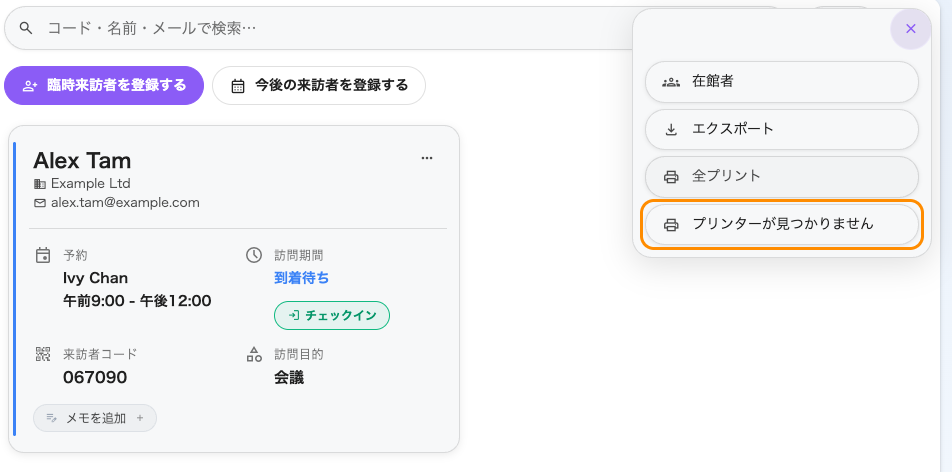 コード・名前・メールで検索…
臨時来訪者を登録する
今後の来訪者を登録する
Alex Tam
Example Ltd
alex.tam@example.com
予約
Ivy Chan
午前9:00 - 午後12:00
訪問期間
到着待ち
チェックイン
来訪者コード
067090
訪問目的
会議
メモを追加 +
在館者
エクスポート
全プリント
プリンターが見つかりません